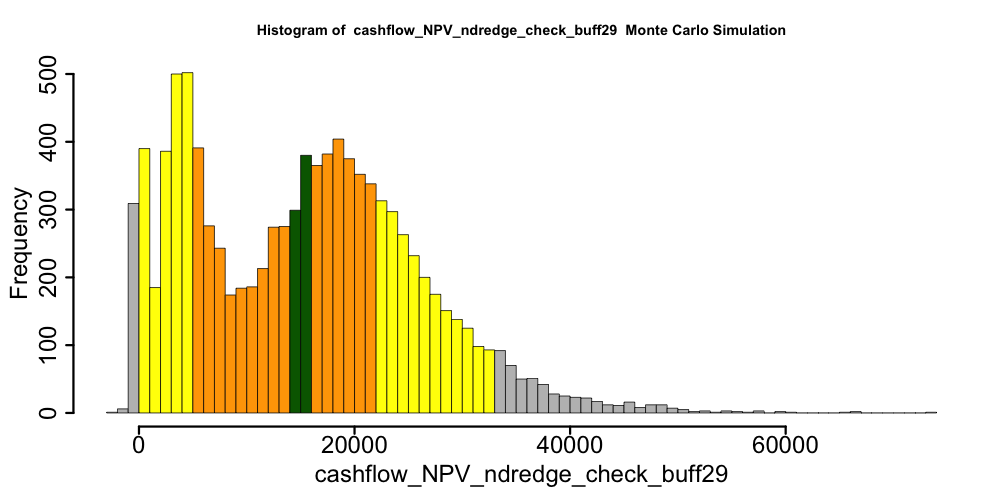 Histogram of cashflow_NPV_ndredge_check_buff29 Monte Carlo Simulation
Frequency
500
400
300
200
100
0
0 20000 40000 60000
cashflow_NPV_ndredge_check_buff29